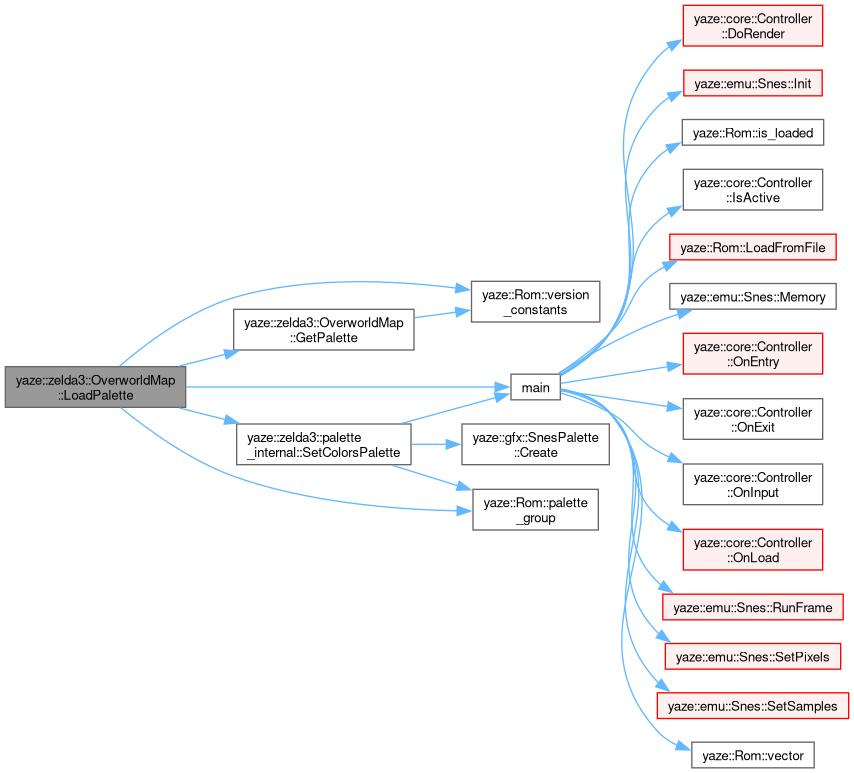 yaze::zelda3::OverworldMap
::LoadPalette
yaze::Rom::version
_constants
yaze::zelda3::OverworldMap
::GetPalette
main
yaze::zelda3::palette
_internal::SetColorsPalette
yaze::gfx::SnesPalette
::Create
yaze::Rom::palette
_group
yaze::core::Controller
::DoRender
yaze::emu::Snes::Init
yaze::Rom::is_loaded
yaze::core::Controller
::IsActive
yaze::Rom::LoadFromFile
yaze::emu::Snes::Memory
yaze::core::Controller
::OnEntry
yaze::core::Controller
::OnExit
yaze::core::Controller
::OnInput
yaze::core::Controller
::OnLoad
yaze::emu::Snes::RunFrame
yaze::emu::Snes::SetPixels
yaze::emu::Snes::SetSamples
yaze::Rom::vector